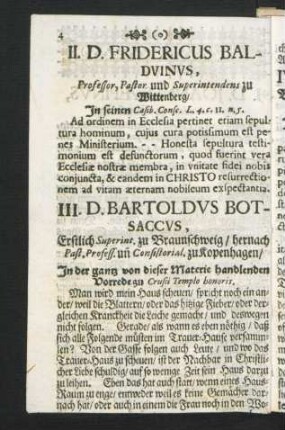 4 (o)
II. D. FRIDERICUS BAL-
DVINVS,
Professor, Pastor und Superintendens zu
Wittenberg/
In seinen Casib. Consc. L. 4. c. II. n. 5.
Ad ordinem in Ecclesia pertinet etiam sepul-
tura hominum, cujus cura potissimum est pe-
nes Ministerium. - - Honesta sepultura testi-
monium est defunctorum, quod fuerint vera
Ecclesiæ nostræ membra, in unitate fidei nobis
conjuncta, & eandem in CHRISTO resurrectio-
nem ad vitam æternam nobileum exspectantia.
III. D. BARTOLDVS BOT-
SACCVS,
Erstlich Superint. zu Braunschweig/ hernach
Past. Profess. uñ Consistorial. zu Kopenhagen/
In der gantz von dieser Materie handlenden
Vorrede zu Crusii Templo honoris.
Man wird mein Haus scheuen/ spricht noch ein an-
der/ weil die Blattern/ oder das hitzige Fieber/ oder der-
gleichen Kranckheit die Leiche gemacht/ und deswegen
nicht folgen. Gerade/ als wann es eben nöthig/ daß
sich alle Folgende müsten im Trauer-Hause versamm-
len? Von der Gasse folgen auch Leute/ und wo des
Trauer-Haus zu scheuen/ ist der Nachbar in Christli-
cher Liebe schuldig/ auf so wenige Zeit sein Haus darzu
zu leihen. Eben das hat auch statt/ wenn eines Haus-
Raum zu enge/ entweder weil es keine Gemächer dar-
nach hat/ oder auch in einem die Frau noch in den Wo-